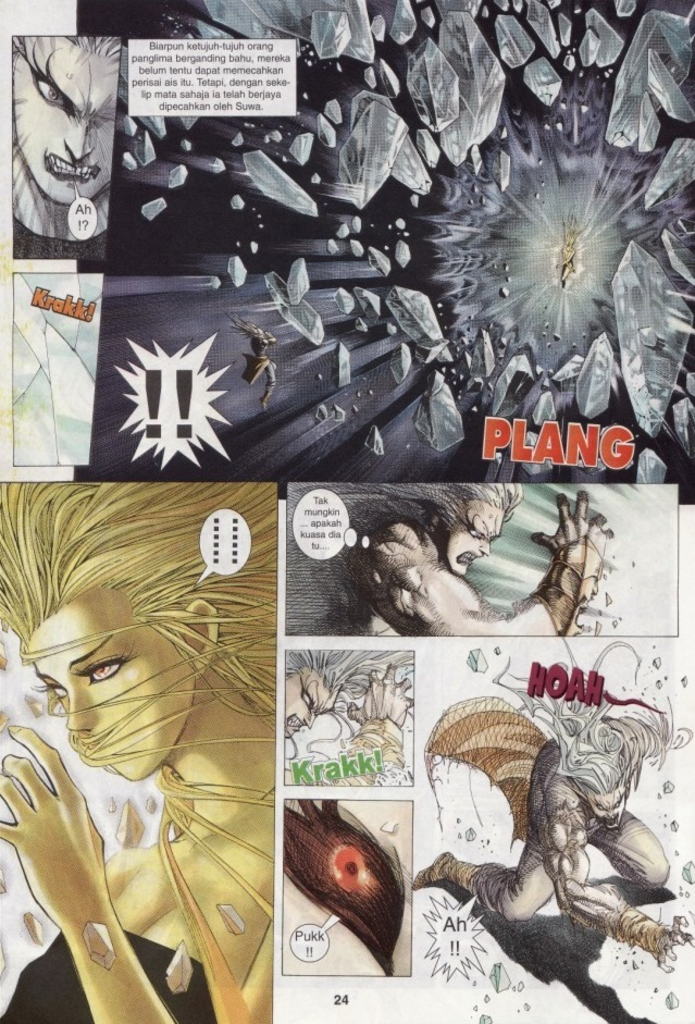 Biarpun ketujuh-tujuh orang
panglima berganding bahu, mereka
belum tentu dapat memecahkan
perisai ais itu. Tetapi, dengan seke-
lip mata sahaja ia telah berjaya
dipecahkan oleh Suwa.
Ah
!?
Krakk!
!!
PLANG
Tak
mungkin
... apakah
kuasa dia
tu....
HOAH
Krakk!
Pukk
!!
Ah
!!
24